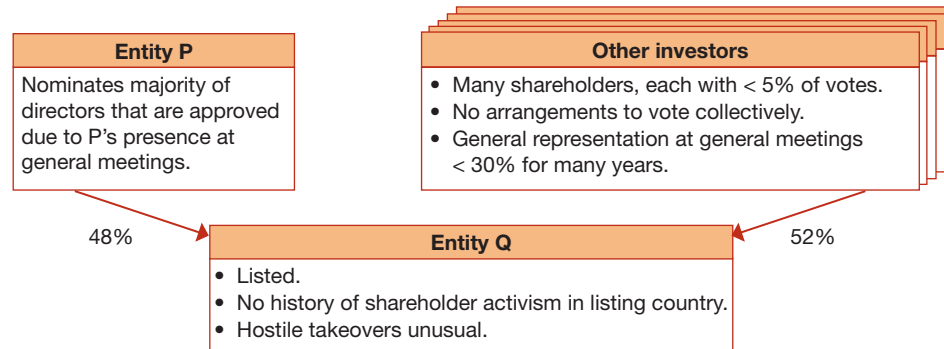 Entity P
Nominates majority of
directors that are approved
due to P's presence at
general meetings.
Other investors
• Many shareholders, each with < 5% of votes.
• No arrangements to vote collectively.
• General representation at general meetings
< 30% for many years.
48%
52%
Entity Q
• Listed.
• No history of shareholder activism in listing country.
• Hostile takeovers unusual.